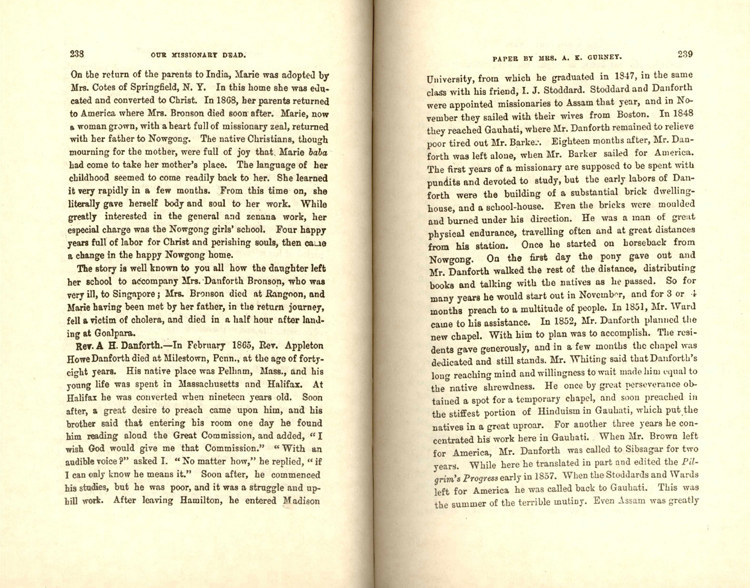 238 OUR MISSIONARY DEAD.
On the return of the parents to India, Marie was adopted by
Mrs. Cotes of Springfield, N. Y. In this home she was edu-
cated and converted to Christ. In 1868, her parents returned
to America where Mrs. Bronson died soon after. Marie, now
a woman grown, with a heart full of missionary zeal, returned
with her father to Nowgong. The native Christians, though
mourning for the mother, were full of joy that Marie baba
had come to take her mother's place. The language of her
childhood seemed to come readily back to her. She learned
it very rapidly in a few months. From this time on, she
literally gave herself body and soul to her work. While
greatly interested in the general and zenana work, her
especial charge was the Nowgong girls' school. Four happy
years full of labor for Christ and perishing souls, then came
a change in the happy Nowgong home.
The story is well known to you all how the daughter left
her school to accompany Mrs. Danforth Bronson, who was
very ill, to Singapore; Mrs. Bronson died at Rangoon, and
Marie having been met by her father, in the return journey,
fell a victim of cholera, and died in a half hour after land-
ing at Goalpara.
Rev. A H. Danforth.—In February 1865, Rev. Appleton
Howe Danforth died at Milestown, Penn., at the age of forty-
eight years. His native place was Pelham, Mass., and his
young life was spent in Massachusetts and Halifax. At
Halifax he was converted when nineteen years old. Soon
after, a great desire to preach came upon him, and his
brother said that entering his room one day he found
him reading aloud the Great Commission, and added, "I
wish God would give me that Commission." "With an
audible voice?" asked I. "No matter how," he replied, "if
I can only know he means it." Soon after, he commenced
his studies, but he was poor, and it was a struggle and up-
hill work. After leaving Hamilton, he entered Madison
PAPER BY MRS. A. K. GURNEY. 239
University, from which he graduated in 1847, in the same
class with his friend, I. J. Stoddard. Stoddard and Danforth
were appointed missionaries to Assam that year, and in No-
vember they sailed with their wives from Boston. In 1848
they reached Gauhati, where Mr. Danforth remained to relieve
poor tired out Mr. Barker. Eighteen months after, Mr. Dan-
forth was left alone, when Mr. Barker sailed for America.
The first years of a missionary are supposed to be spent with
pundits and devoted to study, but the early labors of Dan-
forth were the building of a substantial brick dwelling-
house, and a school-house. Even the bricks were moulded
and burned under his direction. He was a man of great
physical endurance, travelling often and at great distances
from his station. Once he started on horseback from
Nowgong. On the first day the pony gave out and
Mr. Danforth walked the rest of the distance, distributing
books and talking with the natives as he passed. So for
many years he would start out in November, and for 3 or 4
months preach to a multitude of people. In 1851, Mr. Ward
came to his assistance. In 1852, Mr. Danforth planned the
new chapel. With him to plan was to accomplish. The resi-
dents gave generously, and in a few months the chapel was
dedicated and still stands. Mr. Whiting said that Danforth's
long reaching mind and willingness to wait made him equal to
the native shrewdness. He once by great perseverance ob-
tained a spot for a temporary chapel, and soon preached in
the stiffest portion of Hinduism in Gauhati, which put the
natives in a great uproar. For another three years he con-
centrated his work here in Gauhati. When Mr. Brown left
for America, Mr. Danforth was called to Sibsagar for two
years. While here he translated in part and edited the Pil-
grim's Progress early in 1857. When the Stoddards and Wards
left for America he was called back to Gauhati. This was
the summer of the terrible mutiny. Even Assam was greatly